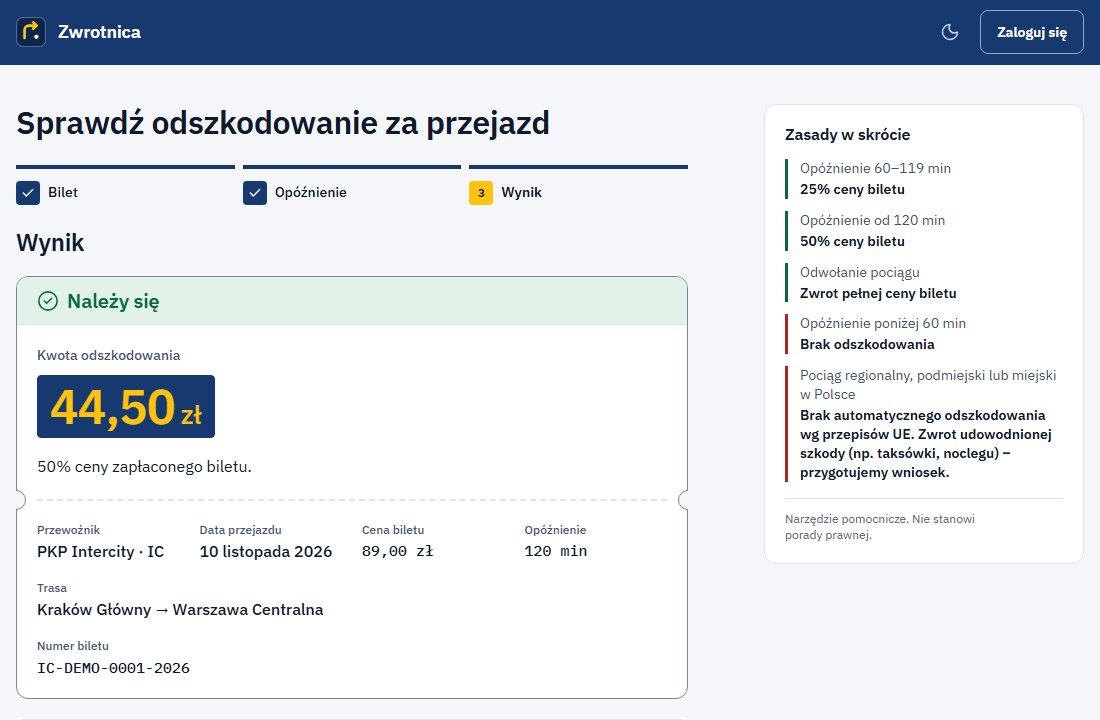 Zwrotnica
Zaloguj się
Sprawdź odszkodowanie za przejazd
Bilet
Opóźnienie
3 Wynik
Wynik
Należy się
Kwota odszkodowania
44,50 zł
50% ceny zapłaconego biletu.
Przewoźnik
PKP Intercity · IC
Data przejazdu
10 listopada 2026
Cena biletu
89,00 zł
Opóźnienie
120 min
Trasa
Kraków Główny → Warszawa Centralna
Numer biletu
IC-DEMO-0001-2026
Zasady w skrócie
Opóźnienie 60–119 min
25% ceny biletu
Opóźnienie od 120 min
50% ceny biletu
Odwołanie pociągu
Zwrot pełnej ceny biletu
Opóźnienie poniżej 60 min
Brak odszkodowania
Pociąg regionalny, podmiejski lub miejski
w Polsce
Brak automatycznego odszkodowania
wg przepisów UE. Zwrot udowodnionej
szkody (np. taksówki, noclegu) –
przygotujemy wniosek.
Narzędzie pomocnicze. Nie stanowi
porady prawnej.